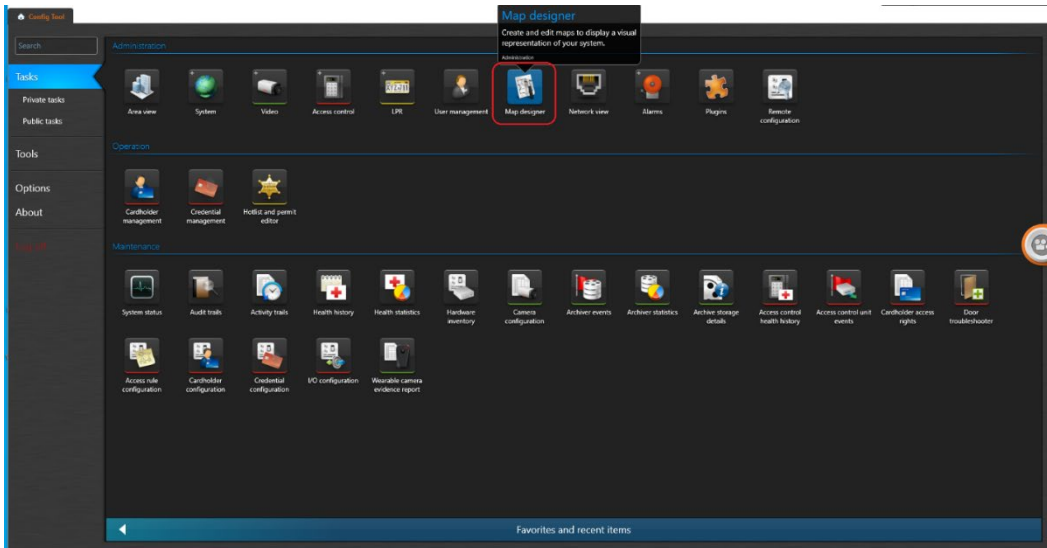 Config Tool
Map designer
Create and edit maps to display a visual
representation of your system.
Administration
Search
Tasks
Private tasks
Public tasks
Tools
Options
About
Log off
Administration
Area view
System
Video
Access control
LPR
User management
Map designer
Network view
Alarms
Plugins
Remote
configuration
Operation
Cardholder
management
Credential
management
Hotlist and permit
editor
Maintenance
System status
Audit trails
Activity trails
Health history
Health statistics
Hardware
inventory
Camera
configuration
Archiver events
Archiver statistics
Archive storage
details
Access control
health history
Access control unit
events
Cardholder access
rights
Door
troubleshooter
Access rule
configuration
Cardholder
configuration
Credential
configuration
I/O configuration
Wearable camera
evidence report
Favorites and recent items